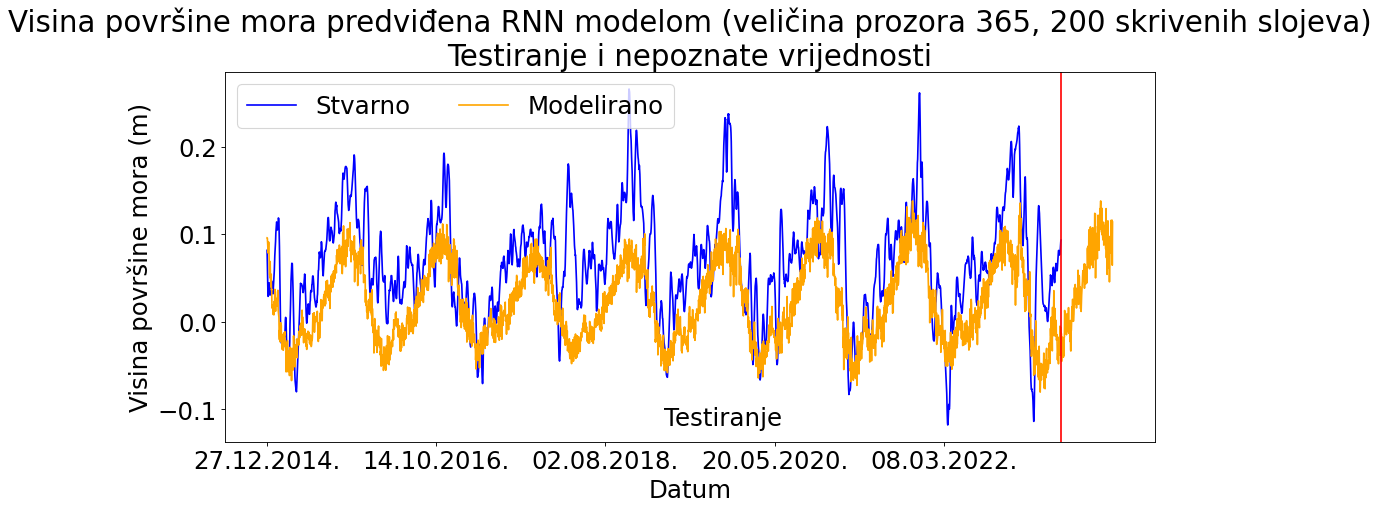 Visina površine mora predviđena RNN modelom (veličina prozora 365, 200 skrivenih slojeva)
Testiranje i nepoznate vrijednosti
Stvarno Modelirano
Visina površine mora (m)
0.2
0.1
0.0
−0.1
Testiranje
27.12.2014. 14.10.2016. 02.08.2018. 20.05.2020. 08.03.2022.
Datum